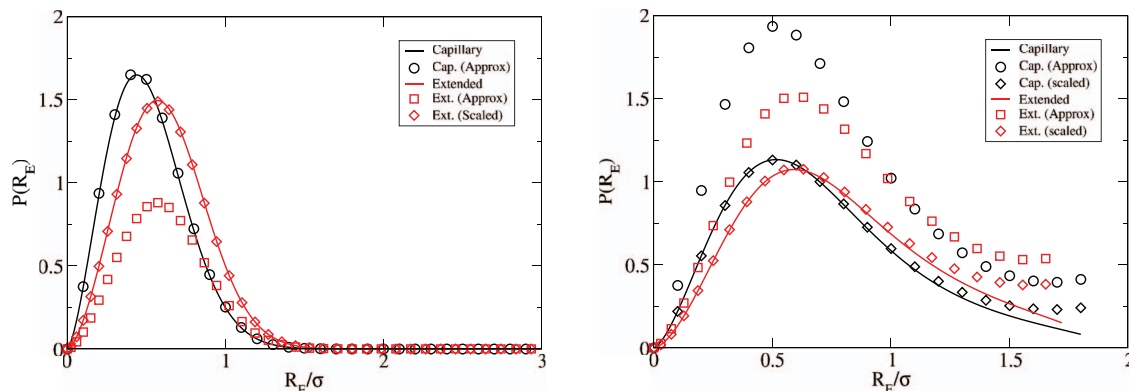 2
1.5
1
0.5
0
P(R_E)
0
1
2
3
R_E/σ
Capillary
Cap. (Approx)
Extended
Ext. (Approx)
Ext. (Scaled)
2
1.5
1
0.5
0
P(R_E)
0
0.5
1
1.5
2
R_E/σ
Capillary
Cap. (Approx)
Cap. (scaled)
Extended
Ext. (Approx)
Ext. (scaled)